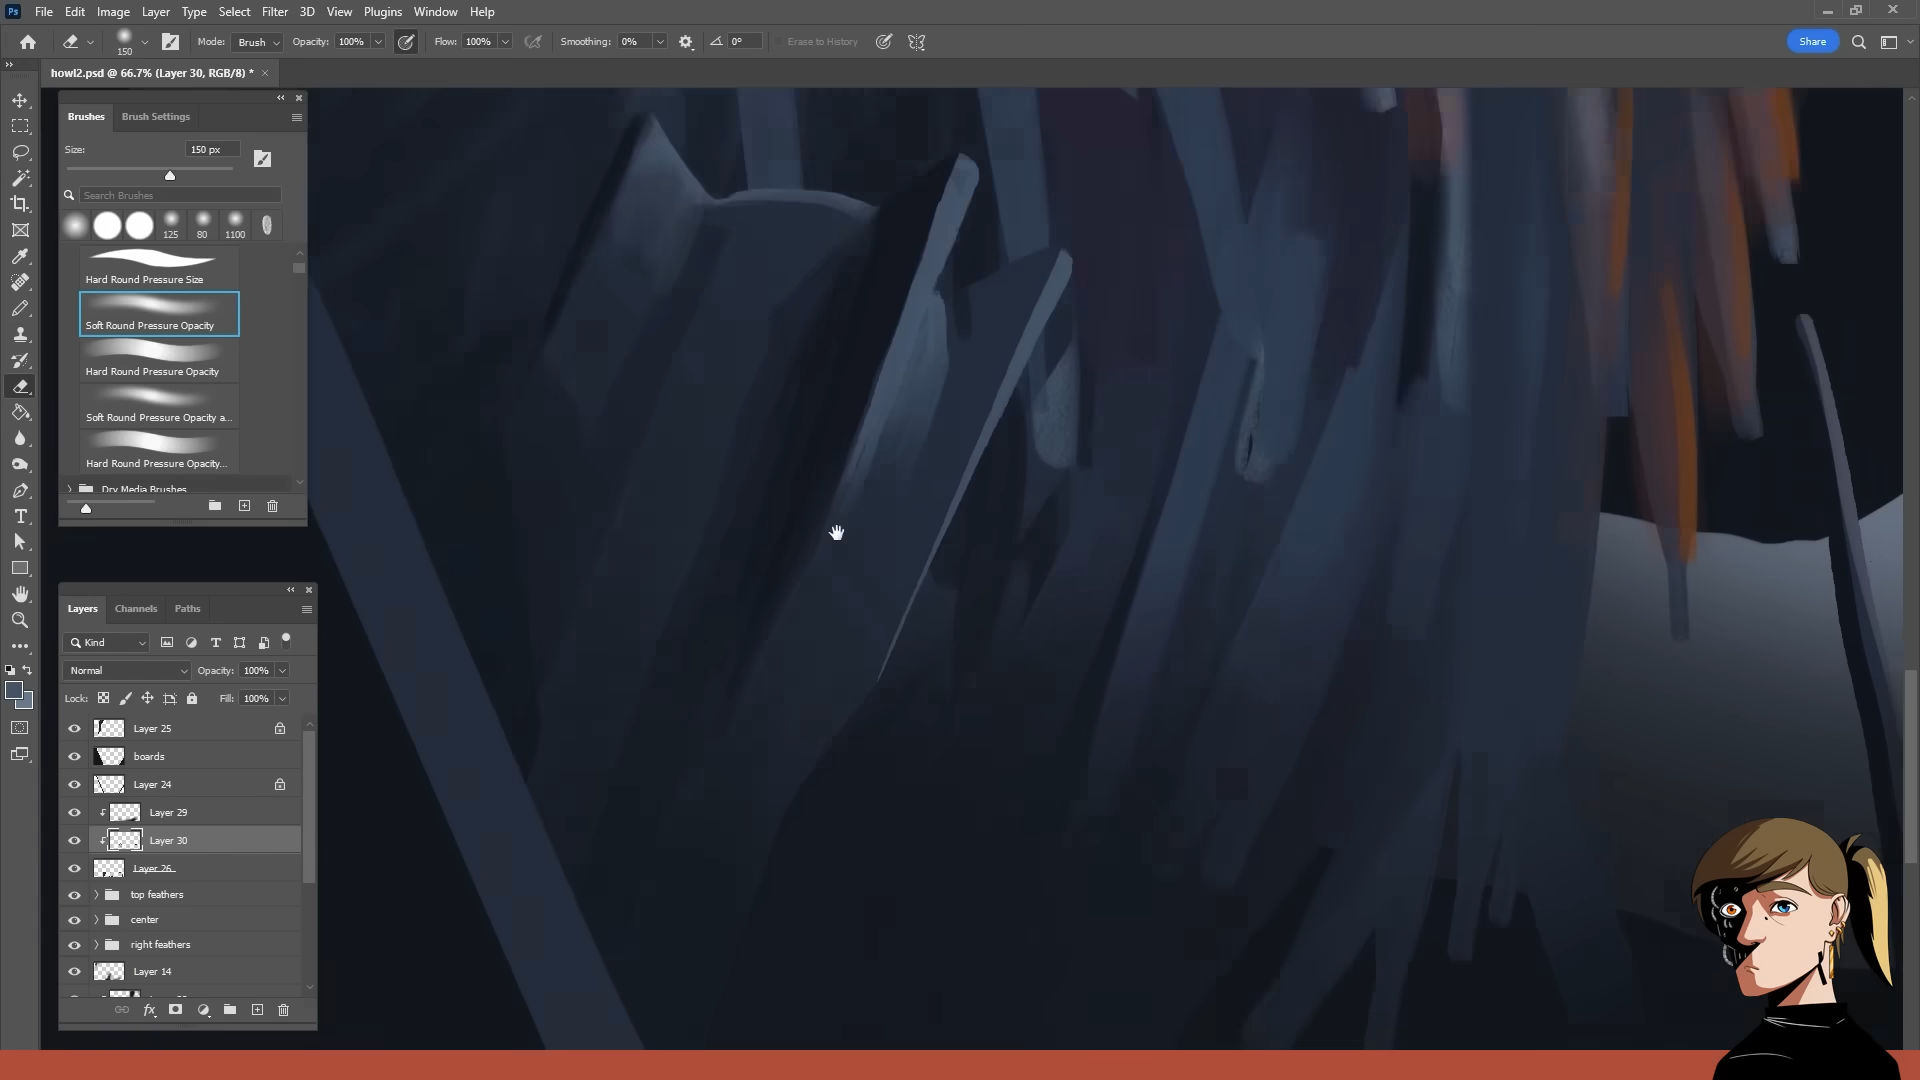 Ps File Edit Image Layer Type Select Filter 3D View Plugins Window Help
150 Mode: Brush Opacity: 100% Flow: 100% Smoothing: 0% 0° Erase to History Share
howl2.psd @ 66.7% (Layer 30, RGB/8) *
Brushes Brush Settings
Size: 150 px
Search Brushes
125 80 1100
Hard Round Pressure Size
Soft Round Pressure Opacity
Hard Round Pressure Opacity
Soft Round Pressure Opacity a...
Hard Round Pressure Opacity...
Dry Media Brushes
Layers Channels Paths
Kind
Normal Opacity: 100%
Lock: Fill: 100%
Layer 25
boards
Layer 24
Layer 29
Layer 30
Layer 26
top feathers
center
right feathers
Layer 14
fx